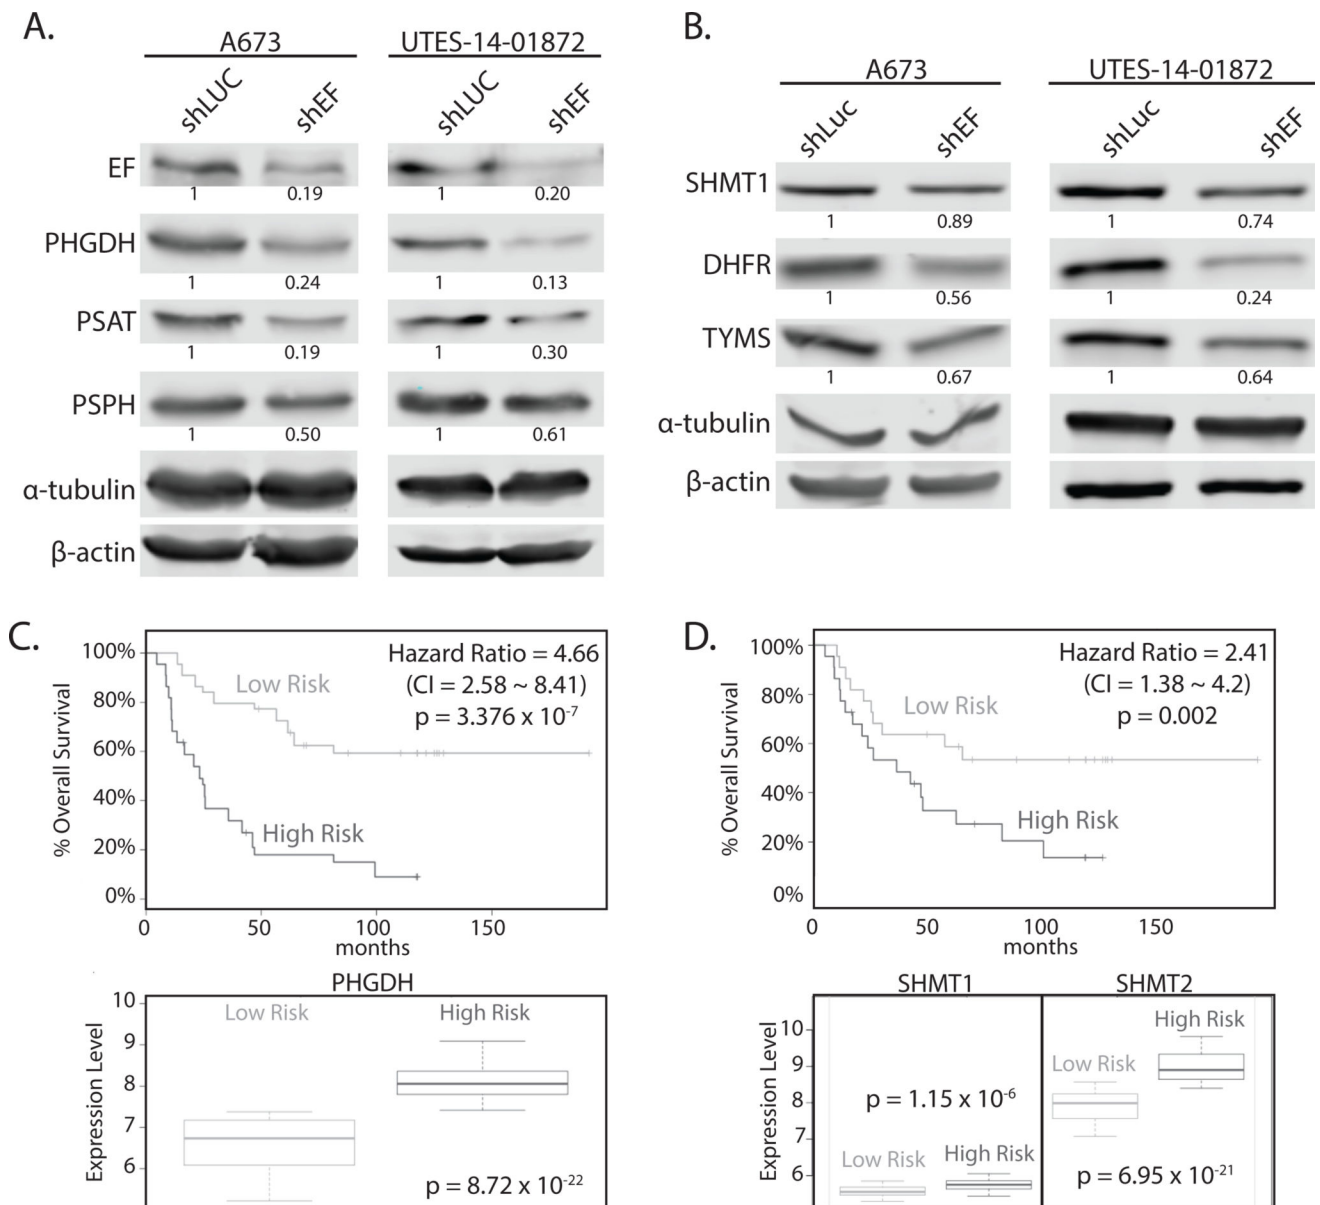 A.
A673 UTES-14-01872
shLUC shEF shLUC shEF
EF
1 0.19 1 0.20
PHGDH
1 0.24 1 0.13
PSAT
1 0.19 1 0.30
PSPH
1 0.50 1 0.61
α-tubulin
β-actin
B.
A673 UTES-14-01872
shLuc shEF shLuc shEF
SHMT1
1 0.89 1 0.74
DHFR
1 0.56 1 0.24
TYMS
1 0.67 1 0.64
α-tubulin
β-actin
C.
% Overall Survival
100%
80%
60%
40%
20%
0%
Hazard Ratio = 4.66
(CI = 2.58 ~ 8.41)
p = 3.376 x 10⁻⁷
Low Risk
High Risk
0 50 100 150
months
PHGDH
Expression Level
10
9
8
7
6
Low Risk High Risk
p = 8.72 x 10⁻²²
D.
% Overall Survival
100%
80%
60%
40%
20%
0%
Hazard Ratio = 2.41
(CI = 1.38 ~ 4.2)
p = 0.002
Low Risk
High Risk
0 50 100 150
months
SHMT1 SHMT2
Expression Level
10
9
8
7
6
p = 1.15 x 10⁻⁶
Low Risk High Risk
High Risk
Low Risk
p = 6.95 x 10⁻²¹